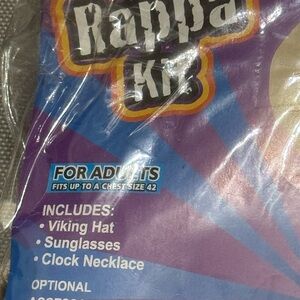 Rappa
Kit
FOR ADULTS
FITS UP TO A CHEST SIZE 42
INCLUDES:
• Viking Hat
• Sunglasses
• Clock Necklace
OPTIONAL